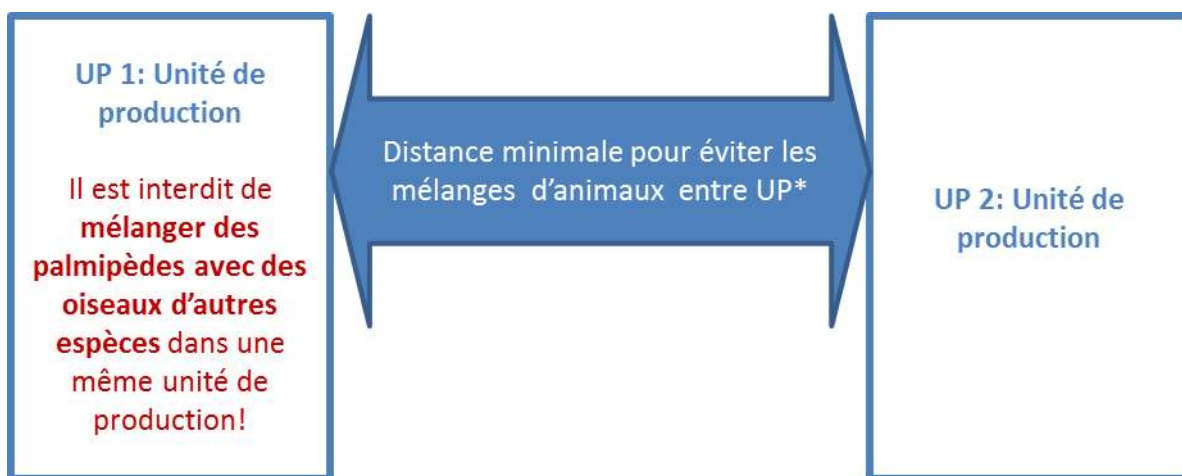 UP 1: Unité de
production
Il est interdit de
mélanger des
palmipèdes avec des
oiseaux d'autres
espèces dans une
même unité de
production!
Distance minimale pour éviter les
mélanges d'animaux entre UP*
UP 2: Unité de
production